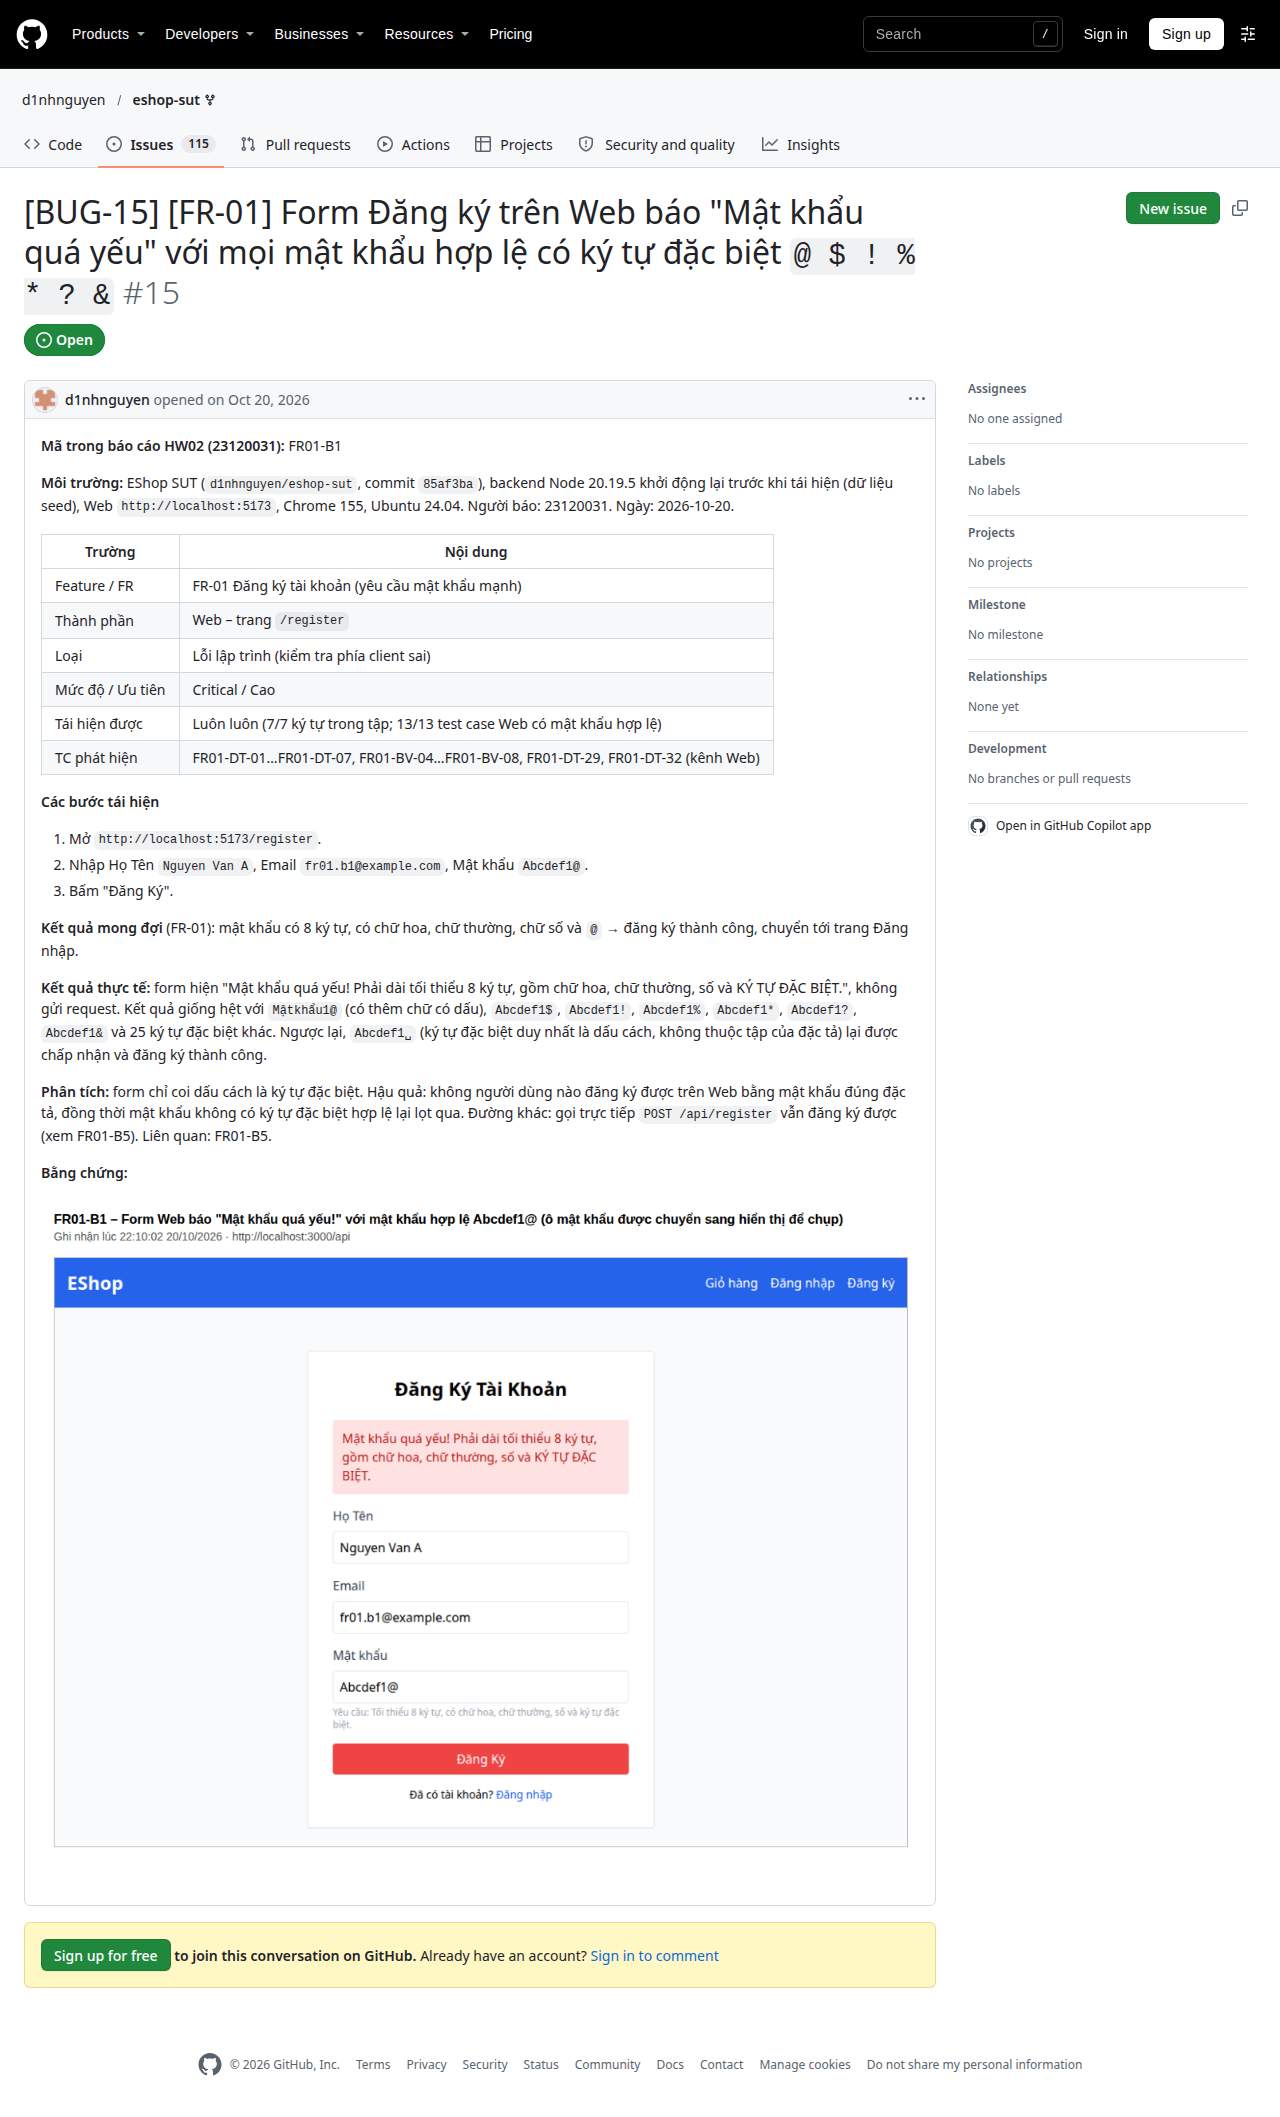 Products Developers Businesses Resources Pricing Search / Sign in Sign up
d1nhnguyen / eshop-sut
Code Issues 115 Pull requests Actions Projects Security and quality Insights
[BUG-15] [FR-01] Form Đăng ký trên Web báo "Mật khẩu
quá yếu" với mọi mật khẩu hợp lệ có ký tự đặc biệt @ $ ! %
* ? & #15
New issue
Open
d1nhnguyen opened on Oct 20, 2026
Mã trong báo cáo HW02 (23120031): FR01-B1
Môi trường: EShop SUT ( d1nhnguyen/eshop-sut , commit 85af3ba ), backend Node 20.19.5 khởi động lại trước khi tái hiện (dữ liệu
seed), Web http://localhost:5173 , Chrome 155, Ubuntu 24.04. Người báo: 23120031. Ngày: 2026-10-20.
Trường Nội dung
Feature / FR FR-01 Đăng ký tài khoản (yêu cầu mật khẩu mạnh)
Thành phần Web – trang /register
Loại Lỗi lập trình (kiểm tra phía client sai)
Mức độ / Ưu tiên Critical / Cao
Tái hiện được Luôn luôn (7/7 ký tự trong tập; 13/13 test case Web có mật khẩu hợp lệ)
TC phát hiện FR01-DT-01…FR01-DT-07, FR01-BV-04…FR01-BV-08, FR01-DT-29, FR01-DT-32 (kênh Web)
Các bước tái hiện
1. Mở http://localhost:5173/register .
2. Nhập Họ Tên Nguyen Van A , Email fr01.b1@example.com , Mật khẩu Abcdef1@ .
3. Bấm "Đăng Ký".
Kết quả mong đợi (FR-01): mật khẩu có 8 ký tự, có chữ hoa, chữ thường, chữ số và @ → đăng ký thành công, chuyển tới trang Đăng
nhập.
Kết quả thực tế: form hiện "Mật khẩu quá yếu! Phải dài tối thiểu 8 ký tự, gồm chữ hoa, chữ thường, số và KÝ TỰ ĐẶC BIỆT.", không
gửi request. Kết quả giống hệt với Mậtkhẩu1@ (có thêm chữ có dấu), Abcdef1$ , Abcdef1! , Abcdef1% , Abcdef1* , Abcdef1? ,
Abcdef1& và 25 ký tự đặc biệt khác. Ngược lại, Abcdef1␣ (ký tự đặc biệt duy nhất là dấu cách, không thuộc tập của đặc tả) lại được
chấp nhận và đăng ký thành công.
Phân tích: form chỉ coi dấu cách là ký tự đặc biệt. Hậu quả: không người dùng nào đăng ký được trên Web bằng mật khẩu đúng đặc
tả, đồng thời mật khẩu không có ký tự đặc biệt hợp lệ lại lọt qua. Đường khác: gọi trực tiếp POST /api/register vẫn đăng ký được
(xem FR01-B5). Liên quan: FR01-B5.
Bằng chứng:
FR01-B1 – Form Web báo "Mật khẩu quá yếu!" với mật khẩu hợp lệ Abcdef1@ (ô mật khẩu được chuyển sang hiển thị để chụp)
Ghi nhận lúc 22:10:02 20/10/2026 - http://localhost:3000/api
EShop Giỏ hàng Đăng nhập Đăng ký
Đăng Ký Tài Khoản
Mật khẩu quá yếu! Phải dài tối thiểu 8 ký tự,
gồm chữ hoa, chữ thường, số và KÝ TỰ ĐẶC
BIỆT.
Họ Tên
Nguyen Van A
Email
fr01.b1@example.com
Mật khẩu
Abcdef1@
Yêu cầu: Tối thiểu 8 ký tự, có chữ hoa, chữ thường, số và ký tự đặc
biệt.
Đăng Ký
Đã có tài khoản? Đăng nhập
Assignees
No one assigned
Labels
No labels
Projects
No projects
Milestone
No milestone
Relationships
None yet
Development
No branches or pull requests
Open in GitHub Copilot app
Sign up for free to join this conversation on GitHub. Already have an account? Sign in to comment
© 2026 GitHub, Inc. Terms Privacy Security Status Community Docs Contact Manage cookies Do not share my personal information